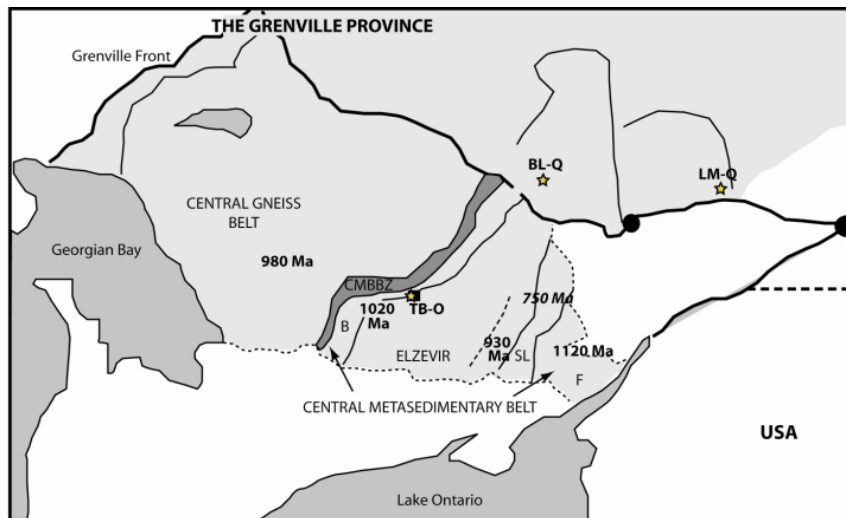 THE GRENVILLE PROVINCE
Grenville Front
BL-Q
LM-Q
CENTRAL GNEISS
BELT
Georgian Bay
980 Ma
CMBBZ
750 Ma
1020
Ma
TB-O
B
930
Ma
SL
1120 Ma
ELZEVIR
F
CENTRAL METASEDIMENTARY BELT
USA
Lake Ontario